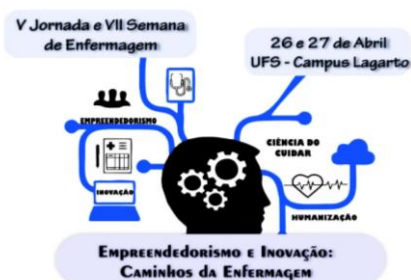 V Jornada e VII Semana
de Enfermagem
26 e 27 de Abril
UFS - Campus Lagarto
EMPREENDEDORISMO
CIÊNCIA DO
CUIDAR
INOVAÇÃO
HUMANIZAÇÃO
Empreendedorismo e Inovação:
Caminhos da Enfermagem